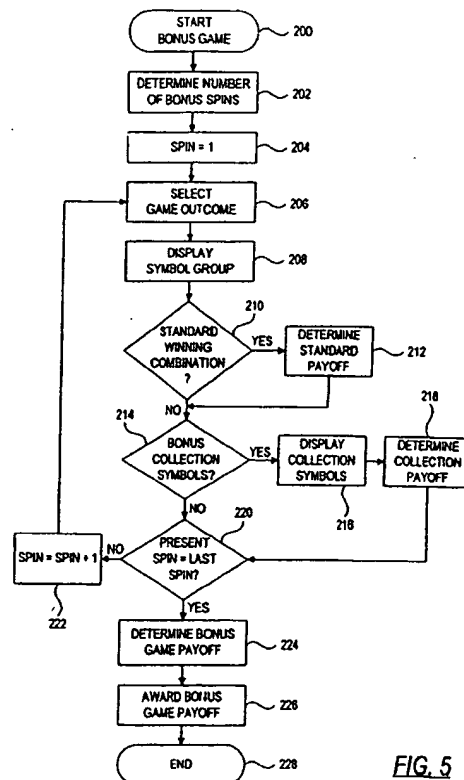 START
BONUS GAME
200
DETERMINE NUMBER
OF BONUS SPINS
202
SPIN = 1
204
SELECT
GAME OUTCOME
206
DISPLAY
SYMBOL GROUP
208
210
STANDARD
WINNING
COMBINATION
?
YES
DETERMINE
STANDARD
PAYOFF
212
NO
214
BONUS
COLLECTION
SYMBOLS?
YES
DISPLAY
COLLECTION
SYMBOLS
216
218
DETERMINE
COLLECTION
PAYOFF
NO
220
PRESENT
SPIN = LAST
SPIN?
NO
SPIN = SPIN + 1
222
YES
DETERMINE BONUS
GAME PAYOFF
224
AWARD BONUS
GAME PAYOFF
226
END
228
FIG. 5